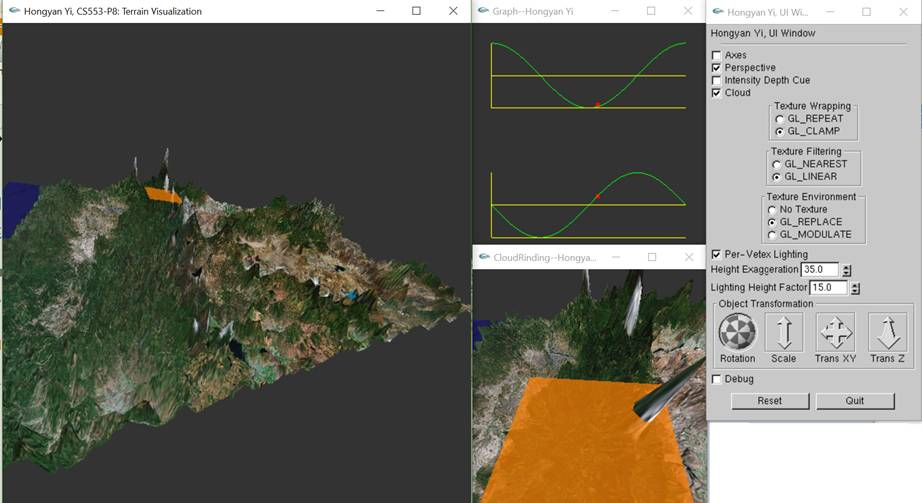 Hongyan Yi, CS553-P8: Terrain Visualization
Graph--Hongyan Yi
CloudRinding--Hongya...
Hongyan Yi, UI Wi...
Hongyan Yi, UI Window
Axes
Perspective
Intensity Depth Cue
Cloud
Texture Wrapping
GL_REPEAT
GL_CLAMP
Texture Filtering
GL_NEAREST
GL_LINEAR
Texture Environment
No Texture
GL_REPLACE
GL_MODULATE
Per-Vetex Lighting
Height Exaggeration 35.0
Lighting Height Factor 15.0
Object Transformation
Rotation Scale Trans XY Trans Z
Debug
Reset Quit